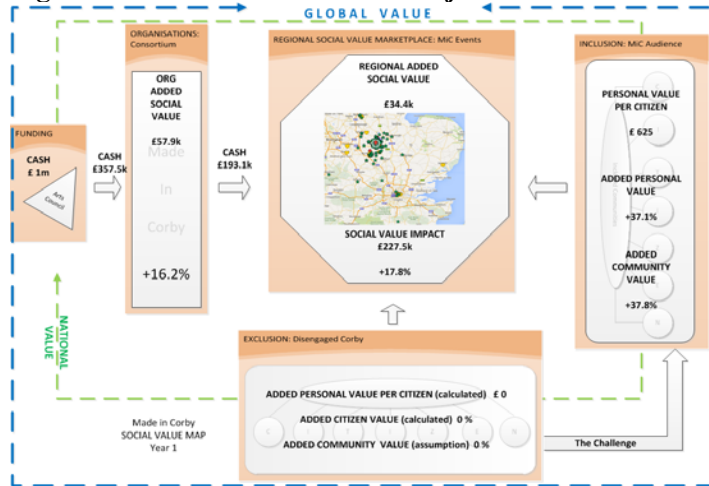 GLOBAL VALUE
ORGANISATIONS:
Consortium
REGIONAL SOCIAL VALUE MARKETPLACE: MiC Events
INCLUSION: MiC Audience
ORG
ADDED
SOCIAL
VALUE
£57.9k
Made
In
Corby
+16.2%
REGIONAL ADDED
SOCIAL VALUE
£34.4k
SOCIAL VALUE IMPACT
£227.5k
+17.8%
PERSONAL VALUE
PER CITIZEN
£ 625
ADDED PERSONAL
VALUE
+37.1%
ADDED
COMMUNITY
VALUE
+37.8%
N
FUNDING
CASH
£ 1m
Arts
Council
CASH
£357.5k
CASH
£193.1k
NATIONAL
VALUE
EXCLUSION: Disengaged Corby
ADDED PERSONAL VALUE PER CITIZEN (calculated) £ 0
ADDED CITIZEN VALUE (calculated) 0 %
ADDED COMMUNITY VALUE (assumption) 0 %
C I T I Z E N
The Challenge
Made in Corby
SOCIAL VALUE MAP
Year 1